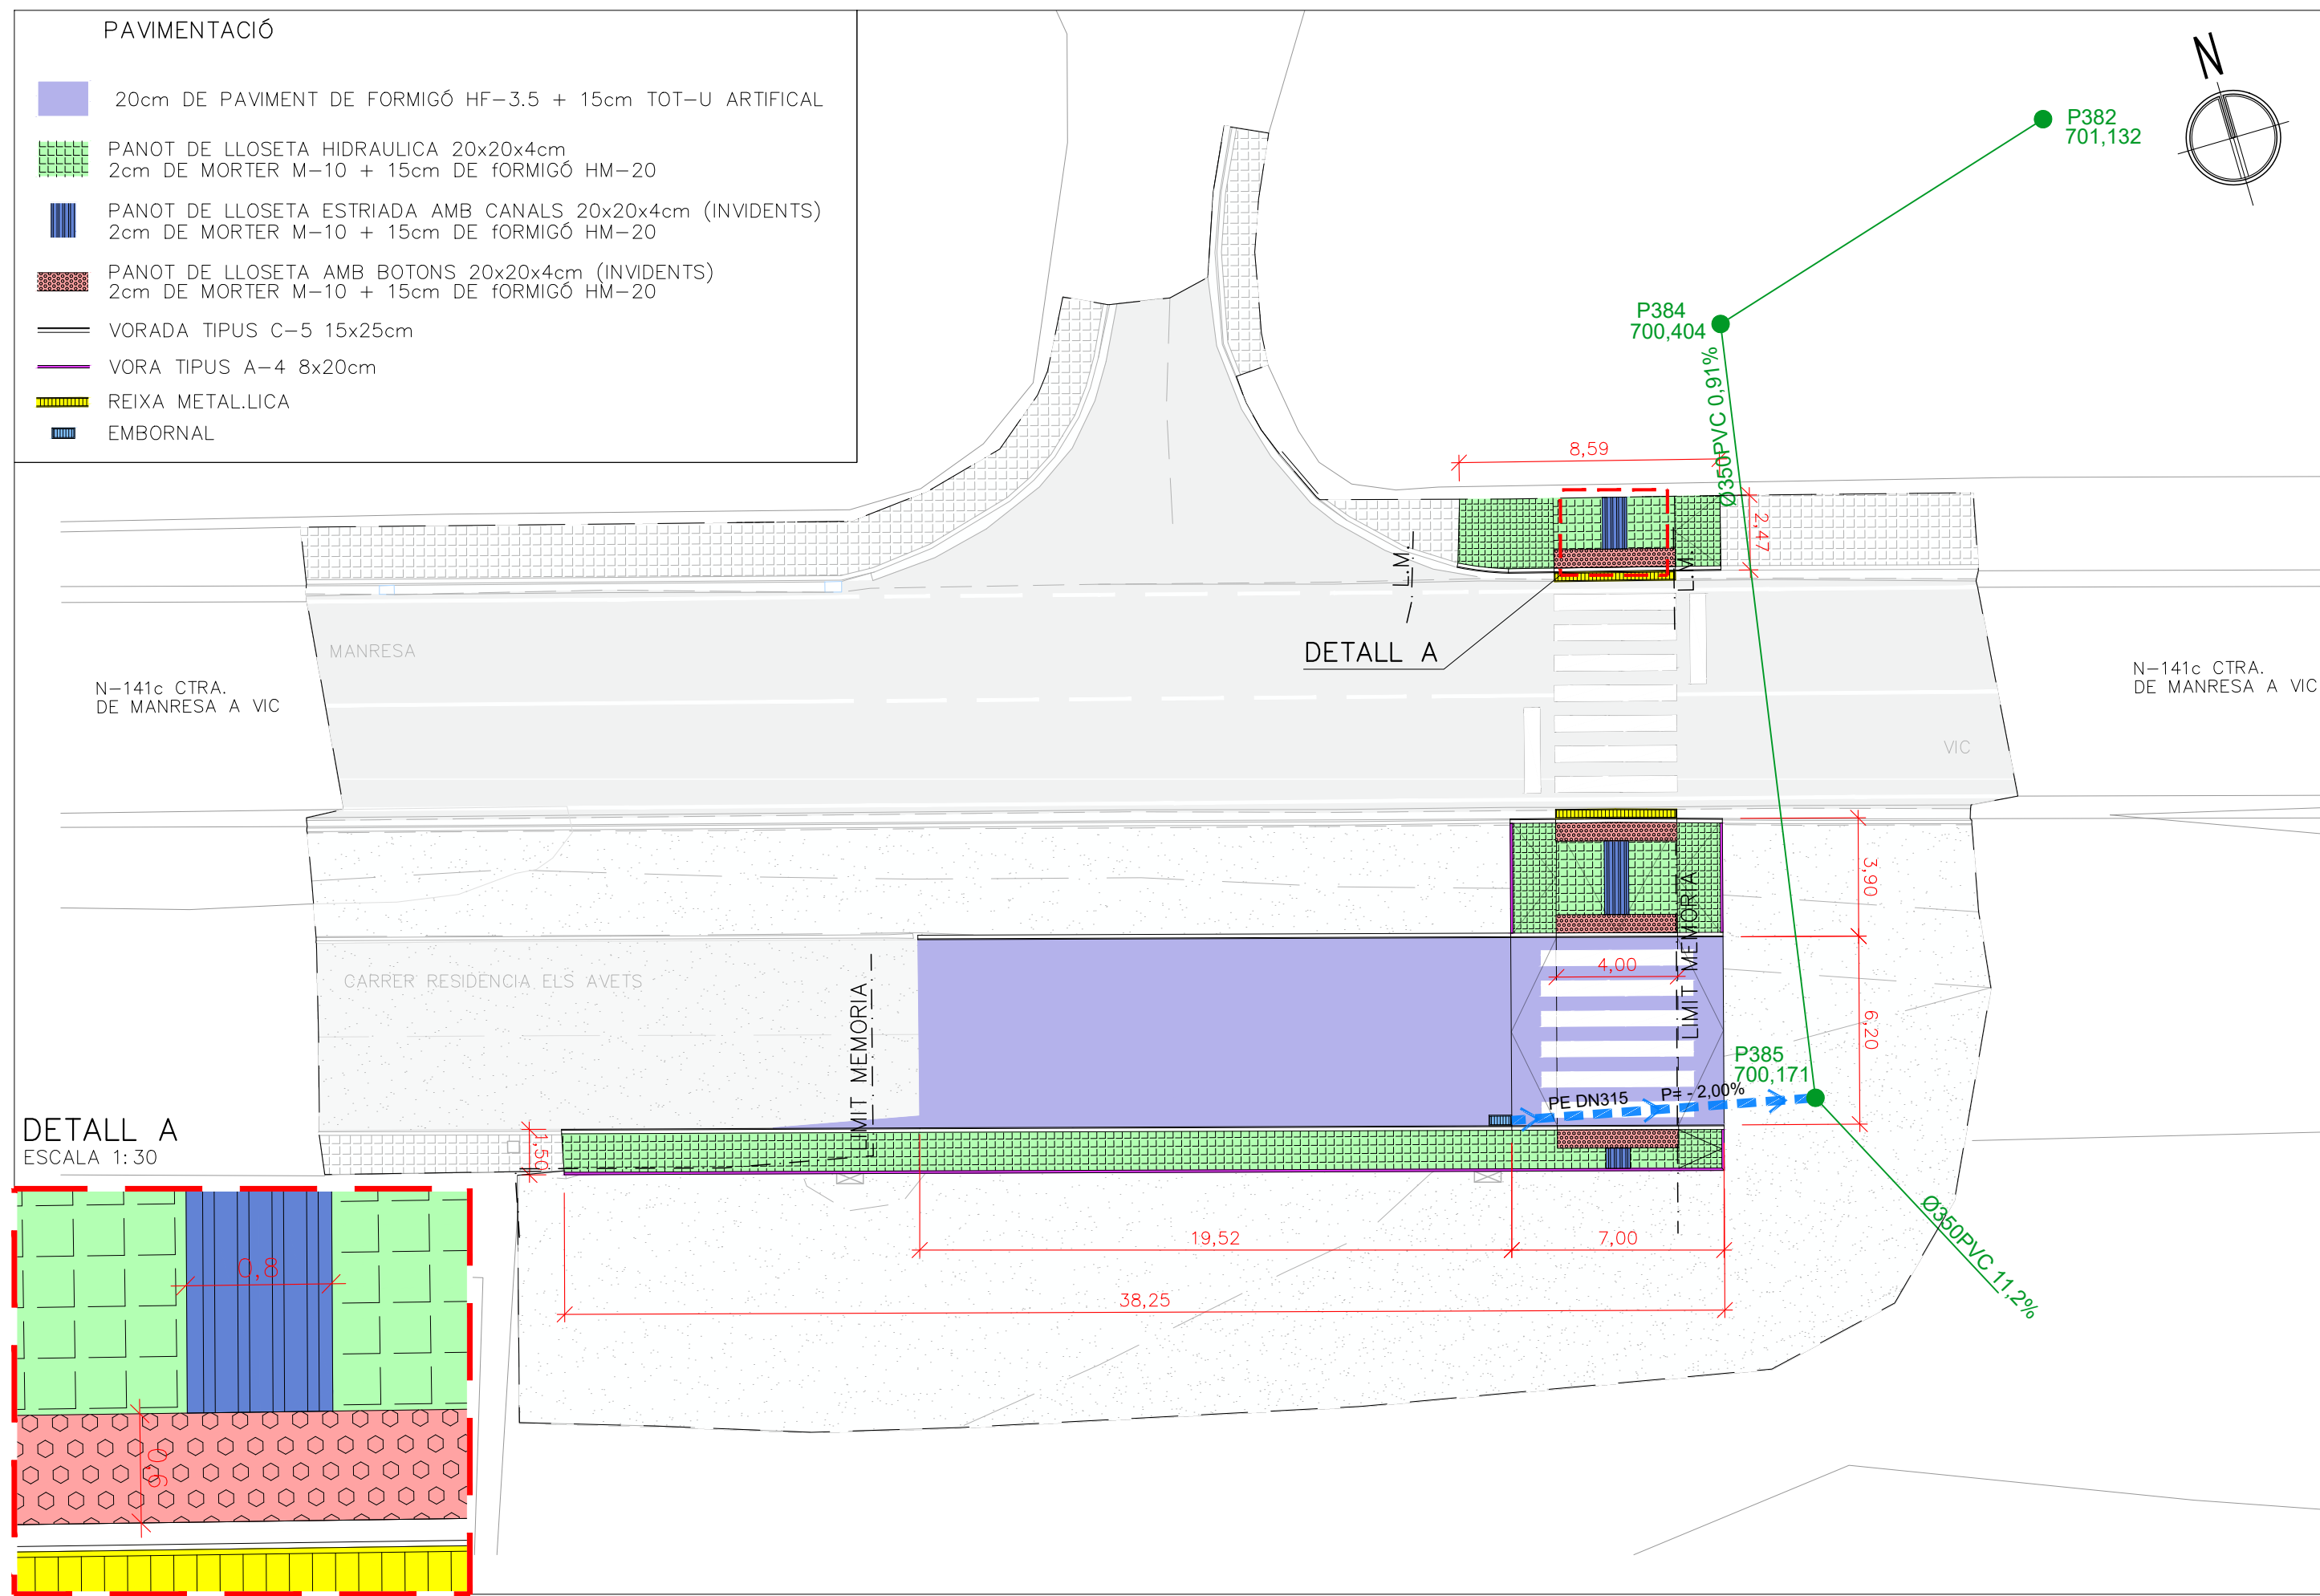 PAVIMENTACIÓ
20cm DE PAVIMENT DE FORMIGÓ HF-3.5 + 15cm TOT-U ARTIFICAL
PANOT DE LLOSETA HIDRAULICA 20x20x4cm
2cm DE MORTER M-10 + 15cm DE fORMIGÓ HM-20
PANOT DE LLOSETA ESTRIADA AMB CANALS 20x20x4cm (INVIDENTS)
2cm DE MORTER M-10 + 15cm DE fORMIGÓ HM-20
PANOT DE LLOSETA AMB BOTONS 20x20x4cm (INVIDENTS)
2cm DE MORTER M-10 + 15cm DE fORMIGÓ HM-20
VORADA TIPUS C-5 15x25cm
VORA TIPUS A-4 8x20cm
REIXA METAL.LICA
EMBORNAL
N
P382
701,132
P384
700,404
Ø350PVC 0,91%
8,59
2,47
L.M.
L.M.
DETALL A
MANRESA
N-141c CTRA.
DE MANRESA A VIC
N-141c CTRA.
DE MANRESA A VIC
VIC
3,90
LIMIT MEMORIA
4,00
CARRER RESIDENCIA ELS AVETS
LIMIT MEMORIA
6,20
P385
700,171
PE DN315
P= - 2,00%
1,50
19,52
7,00
38,25
Ø350PVC 11,2%
DETALL A
ESCALA 1:30
0,8
0,6